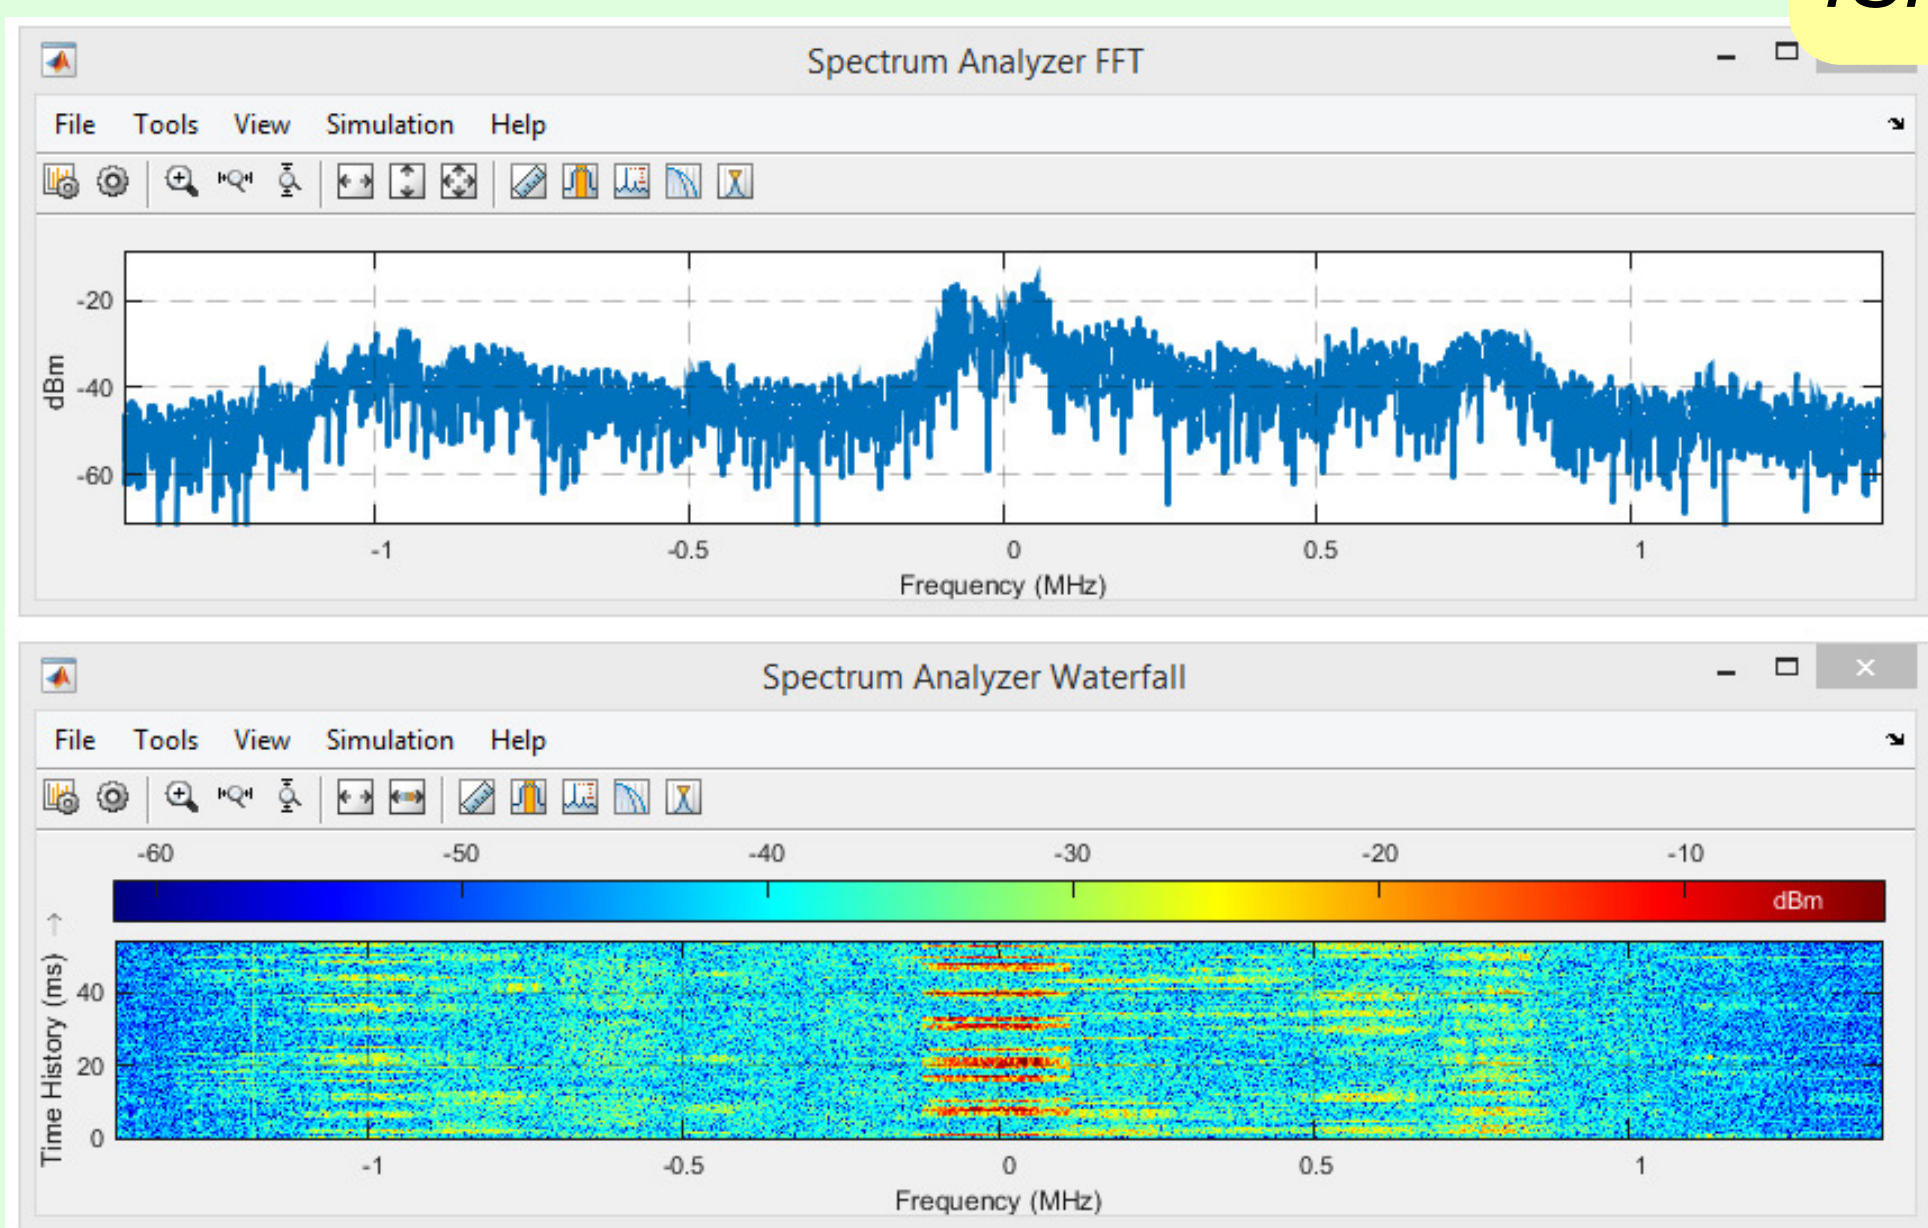 Spectrum Analyzer FFT
File Tools View Simulation Help
-20
-40
-60
dBm
-1 -0.5 0 0.5 1
Frequency (MHz)
Spectrum Analyzer Waterfall
File Tools View Simulation Help
-60 -50 -40 -30 -20 -10
dBm
40
20
0
Time History (ms)
-1 -0.5 0 0.5 1
Frequency (MHz)